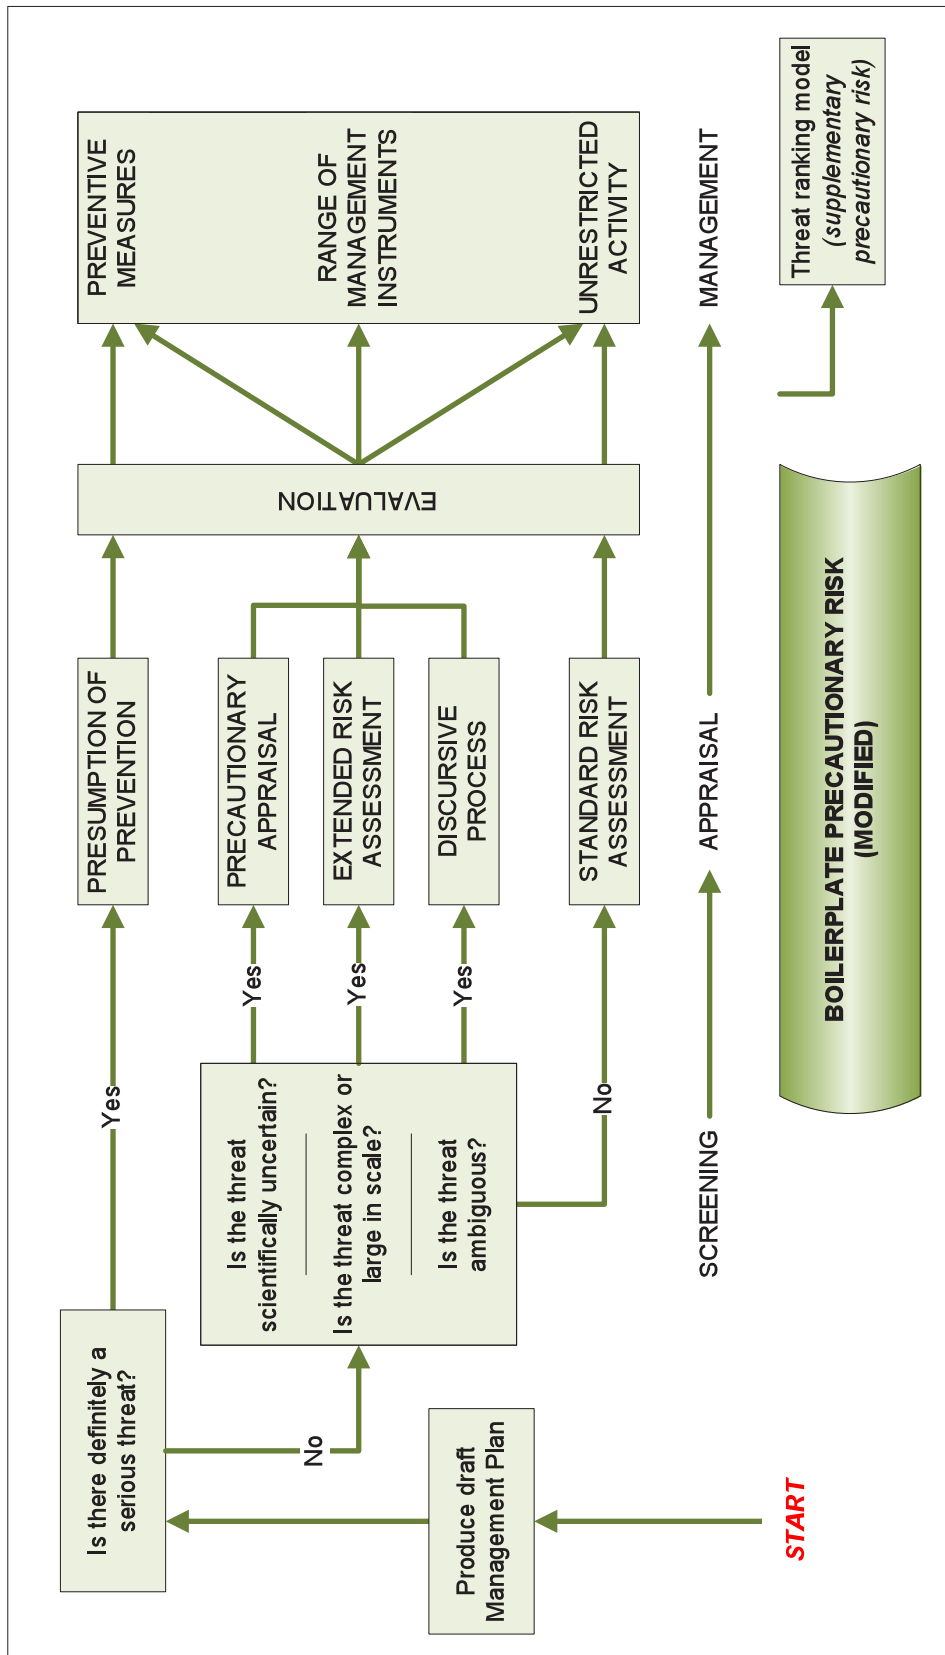 Is there definitely a
serious threat?
Yes
PRESUMPTION OF
PREVENTION
PREVENTIVE
MEASURES
No
Is the threat
scientifically uncertain?
Yes
PRECAUTIONARY
APPRAISAL
Is the threat complex or
large in scale?
Yes
EXTENDED RISK
ASSESSMENT
EVALUATION
RANGE OF
MANAGEMENT
INSTRUMENTS
Produce draft
Management Plan
Is the threat
ambiguous?
Yes
DISCURSIVE
PROCESS
No
STANDARD RISK
ASSESSMENT
UNRESTRICTED
ACTIVITY
SCREENING
APPRAISAL
MANAGEMENT
START
BOILERPLATE PRECAUTIONARY RISK
(MODIFIED)
Threat ranking model
(supplementary
precautionary risk)